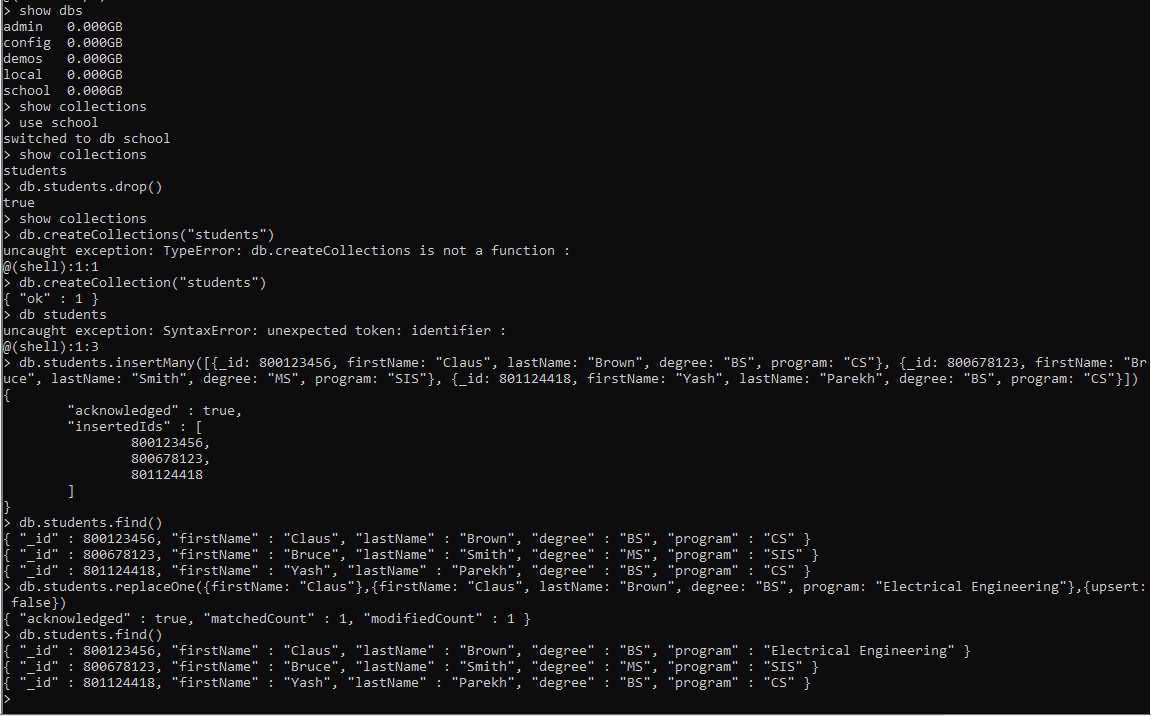 > show dbs
admin   0.000GB
config  0.000GB
demos   0.000GB
local   0.000GB
school  0.000GB
> show collections
> use school
switched to db school
> show collections
students
> db.students.drop()
true
> show collections
> db.createCollections("students")
uncaught exception: TypeError: db.createCollections is not a function :
@(shell):1:1
> db.createCollection("students")
{ "ok" : 1 }
> db students
uncaught exception: SyntaxError: unexpected token: identifier :
@(shell):1:3
> db.students.insertMany([{_id: 800123456, firstName: "Claus", lastName: "Brown", degree: "BS", program: "CS"}, {_id: 800678123, firstName: "Br
uce", lastName: "Smith", degree: "MS", program: "SIS"}, {_id: 801124418, firstName: "Yash", lastName: "Parekh", degree: "BS", program: "CS"}])
{
        "acknowledged" : true,
        "insertedIds" : [
                800123456,
                800678123,
                801124418
        ]
}
> db.students.find()
{ "_id" : 800123456, "firstName" : "Claus", "lastName" : "Brown", "degree" : "BS", "program" : "CS" }
{ "_id" : 800678123, "firstName" : "Bruce", "lastName" : "Smith", "degree" : "MS", "program" : "SIS" }
{ "_id" : 801124418, "firstName" : "Yash", "lastName" : "Parekh", "degree" : "BS", "program" : "CS" }
> db.students.replaceOne({firstName: "Claus"},{firstName: "Claus", lastName: "Brown", degree: "BS", program: "Electrical Engineering"},{upsert:
 false})
{ "acknowledged" : true, "matchedCount" : 1, "modifiedCount" : 1 }
> db.students.find()
{ "_id" : 800123456, "firstName" : "Claus", "lastName" : "Brown", "degree" : "BS", "program" : "Electrical Engineering" }
{ "_id" : 800678123, "firstName" : "Bruce", "lastName" : "Smith", "degree" : "MS", "program" : "SIS" }
{ "_id" : 801124418, "firstName" : "Yash", "lastName" : "Parekh", "degree" : "BS", "program" : "CS" }
>